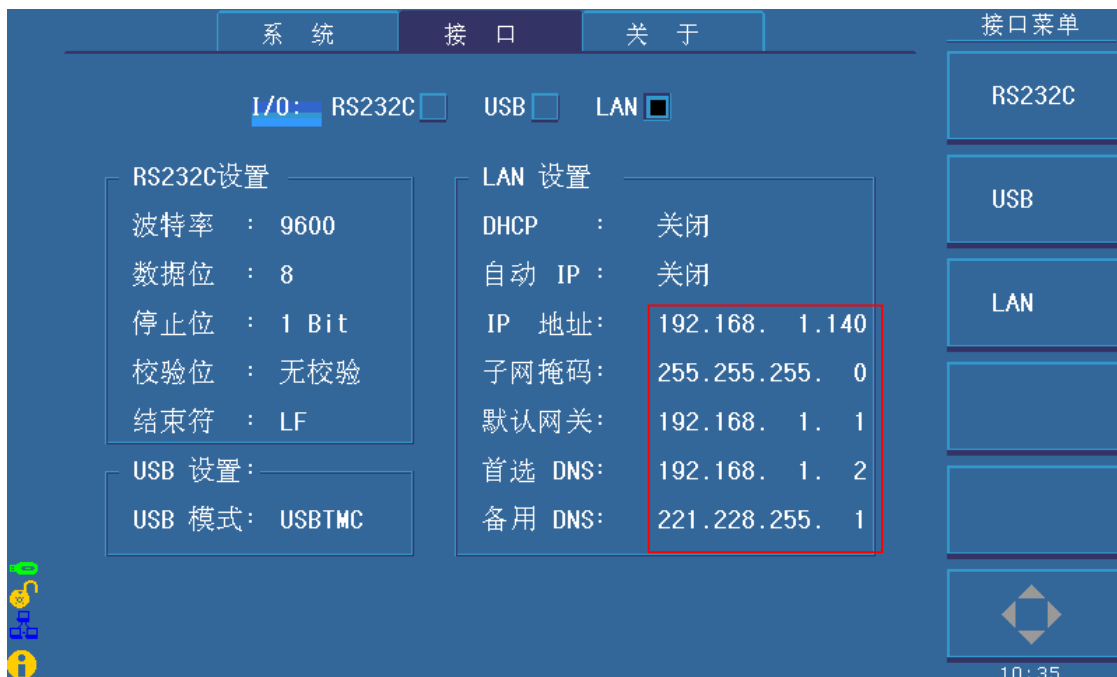 系 统 接 口 关 于 接口菜单
I/O: RS232C USB LAN
RS232C
USB
LAN
RS232C设置
波特率 : 9600
数据位 : 8
停止位 : 1 Bit
校验位 : 无校验
结束符 : LF
USB 设置:
USB 模式: USBTMC
LAN 设置
DHCP : 关闭
自动 IP : 关闭
IP 地址: 192.168. 1.140
子网掩码: 255.255.255. 0
默认网关: 192.168. 1. 1
首选 DNS: 192.168. 1. 2
备用 DNS: 221.228.255. 1
10:35